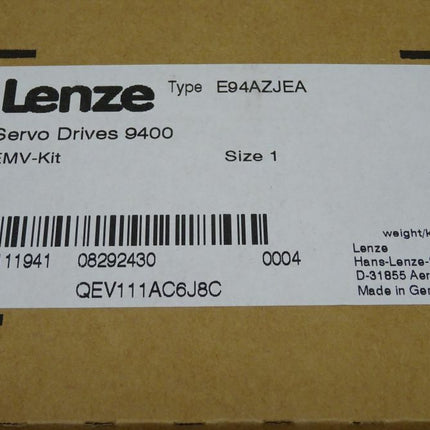 Lenze Type E94AZJEA
Servo Drives 9400
EMV-Kit Size 1
11941 08292430 0004
QEV111AC6J8C
weight/k
Lenze
Hans-Lenze-
D-31855 Aer
Made in Ger